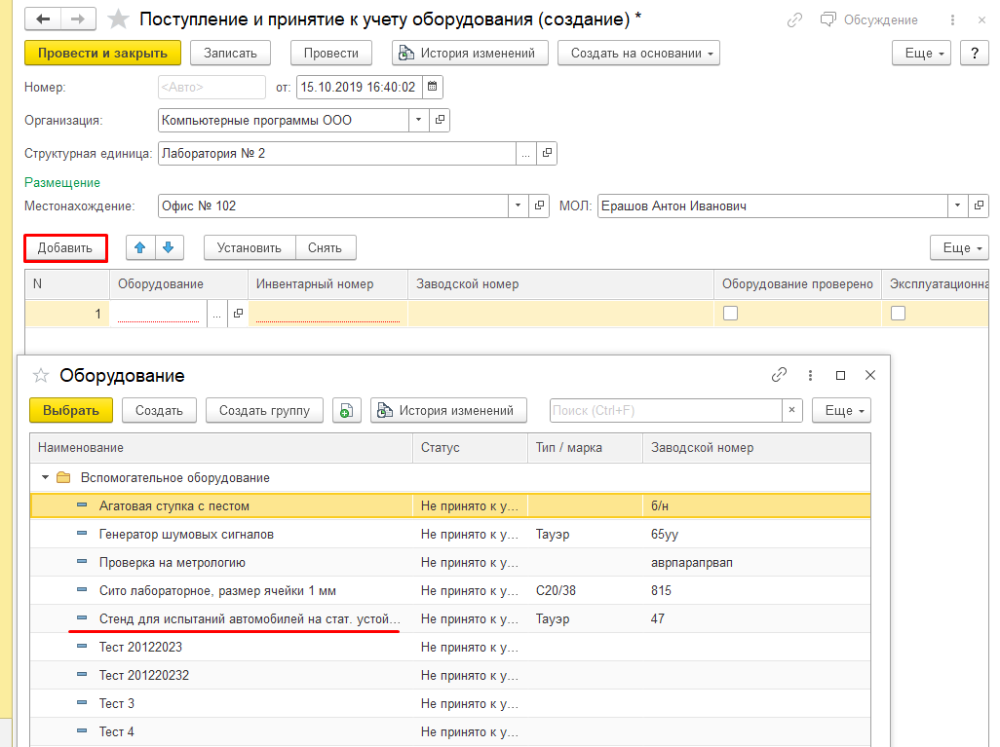 Поступление и принятие к учету оборудования (создание) * Обсуждение
Провести и закрыть Записать Провести История изменений Создать на основании Еще ?
Номер: <Авто> от: 15.10.2019 16:40:02
Организация: Компьютерные программы ООО
Структурная единица: Лаборатория № 2 ...
Размещение
Местонахождение: Офис № 102 МОЛ: Ерашов Антон Иванович
Добавить Установить Снять Еще
N Оборудование Инвентарный номер Заводской номер Оборудование проверено Эксплуатационна
1 ...
Оборудование
Выбрать Создать Создать группу История изменений Поиск (Ctrl+F) × Еще
Наименование Статус Тип / марка Заводской номер
Вспомогательное оборудование
Агатовая ступка с пестом Не принято к у... б/н
Генератор шумовых сигналов Не принято к у... Тауэр 65уу
Проверка на метрологию Не принято к у... аврпарапрвап
Сито лабораторное, размер ячейки 1 мм Не принято к у... С20/38 815
Стенд для испытаний автомобилей на стат. устой... Не принято к у... Тауэр 47
Тест 20122023 Не принято к у...
Тест 201220232 Не принято к у...
Тест 3 Не принято к у...
Тест 4 Не принято к у...